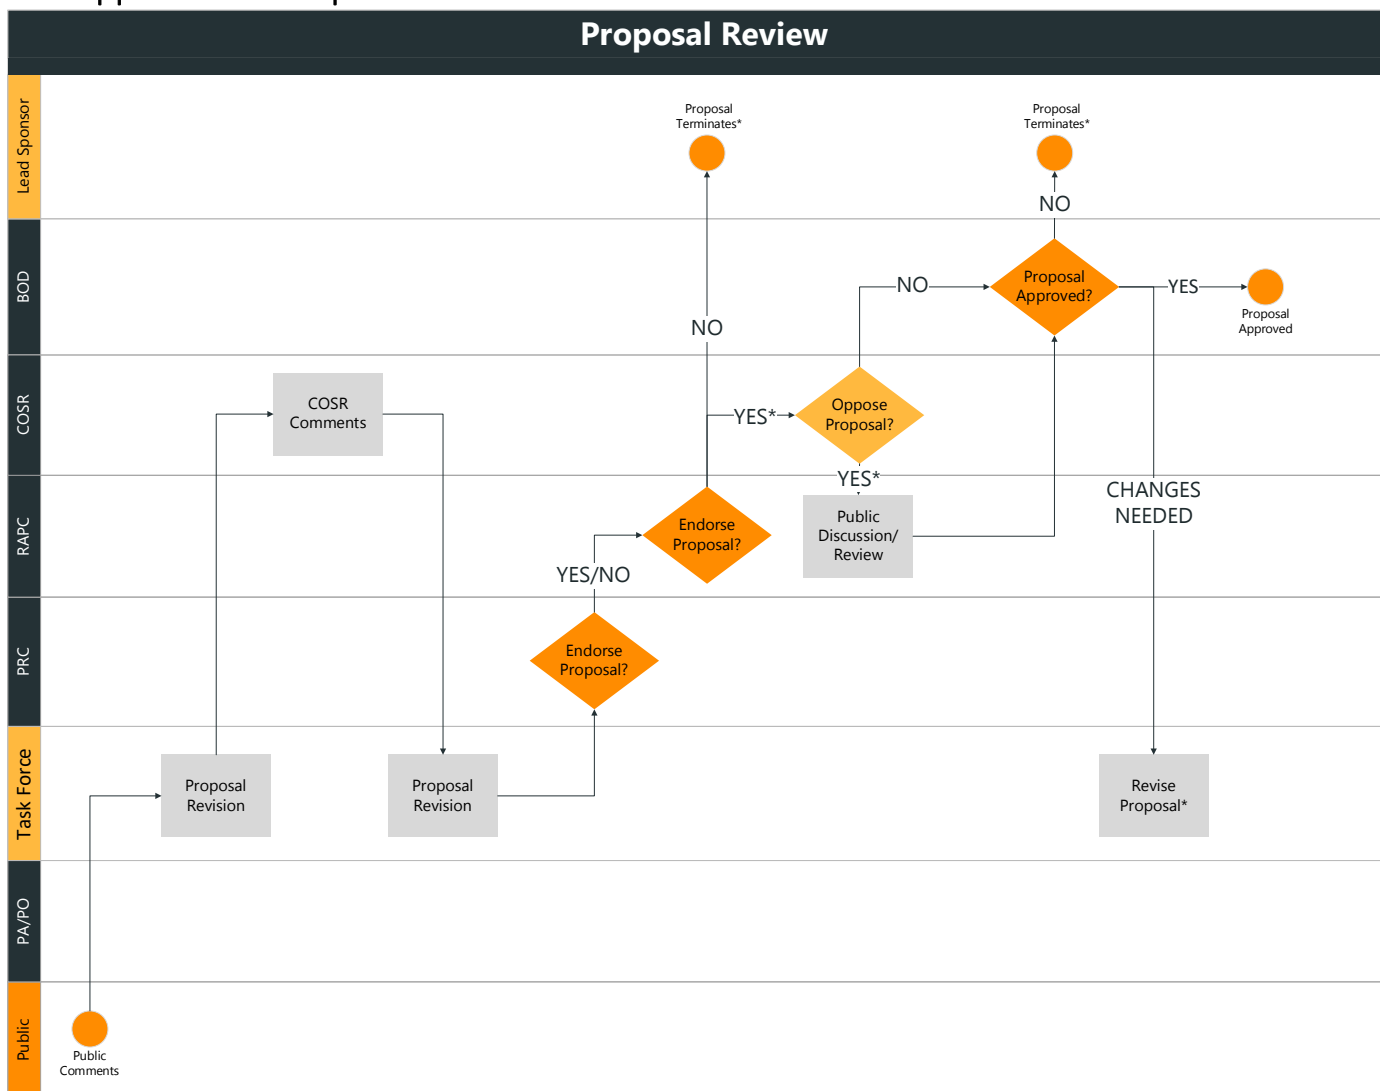 Proposal Review
Lead Sponsor
Proposal
Terminates*
Proposal
Terminates*
NO
BOD
Proposal
Approved?
NO
YES
Proposal
Approved
NO
COSR
COSR
Comments
YES*
Oppose
Proposal?
YES*
RAPC
CHANGES
NEEDED
Endorse
Proposal?
Public
Discussion/
Review
YES/NO
PRC
Endorse
Proposal?
Task Force
Proposal
Revision
Proposal
Revision
Revise
Proposal*
PA/PO
Public
Public
Comments